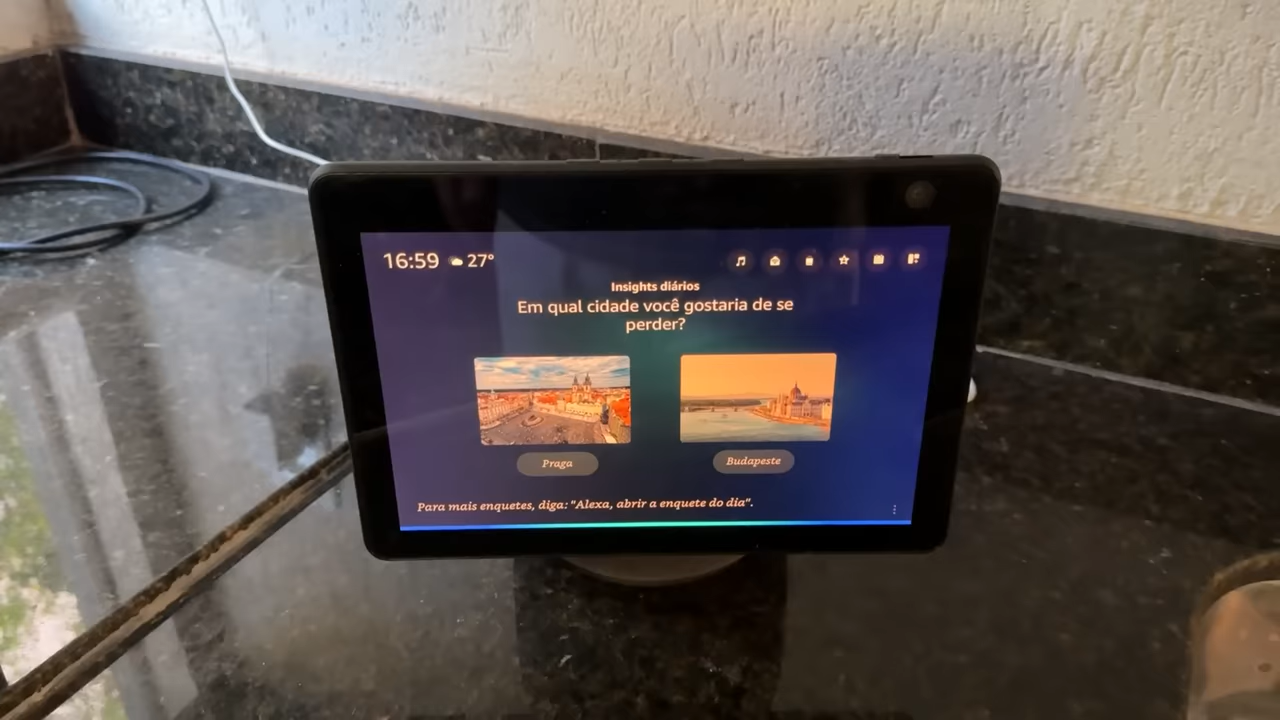 16:59 27°
Insights diários
Em qual cidade você gostaria de se
perder?
Praga
Budapeste
Para mais enquetes, diga: "Alexa, abrir a enquete do dia".